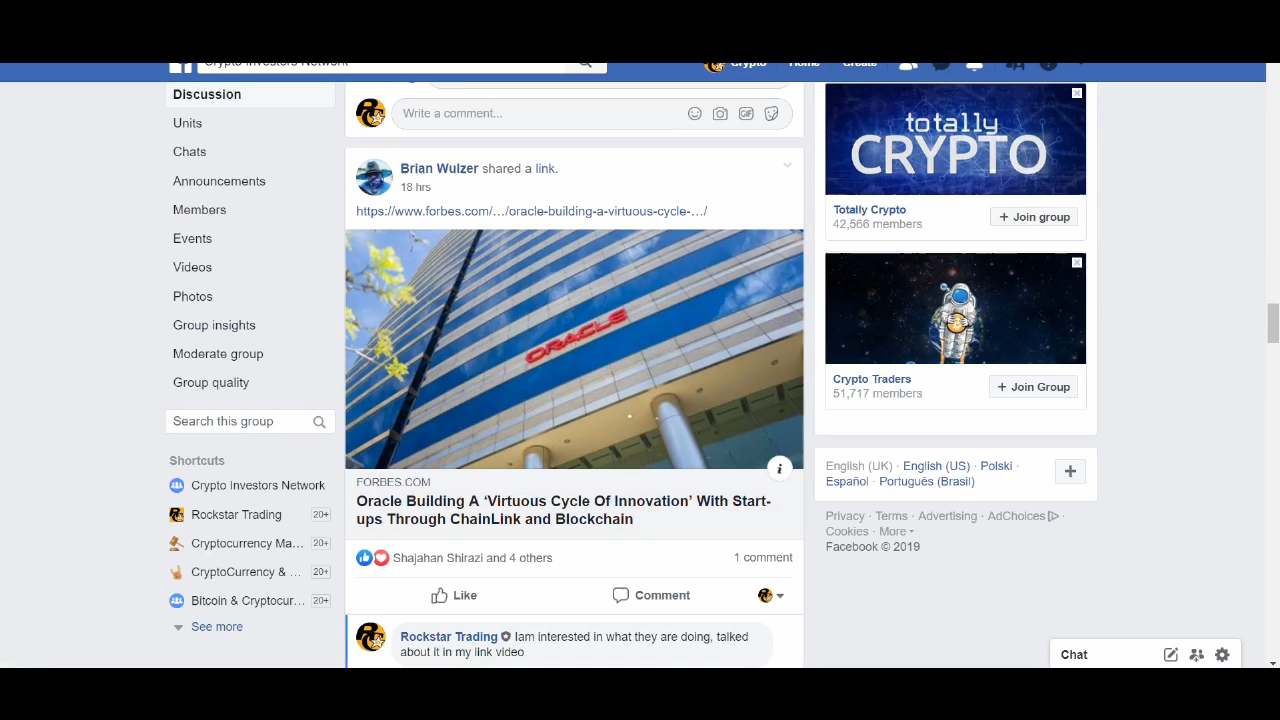 Crypto Investors Network
Crypto
Home
Create
Discussion
Units
Chats
Announcements
Members
Events
Videos
Photos
Group insights
Moderate group
Group quality
Search this group
Shortcuts
Crypto Investors Network
Rockstar Trading 20+
Cryptocurrency Ma... 20+
CryptoCurrency & ... 20+
Bitcoin & Cryptocur... 20+
See more
Write a comment...
GIF
Brian Wulzer shared a link.
18 hrs
https://www.forbes.com/…/oracle-building-a-virtuous-cycle-…/
ORACLE
FORBES.COM
Oracle Building A ‘Virtuous Cycle Of Innovation’ With Start-
ups Through ChainLink and Blockchain
Shajahan Shirazi and 4 others
1 comment
Like
Comment
Rockstar Trading Iam interested in what they are doing, talked
about it in my link video
totally
CRYPTO
Totally Crypto
42,566 members
+ Join group
Crypto Traders
51,717 members
+ Join Group
English (UK) · English (US) · Polski ·
Español · Português (Brasil)
Privacy · Terms · Advertising · AdChoices ·
Cookies · More
Facebook © 2019
Chat